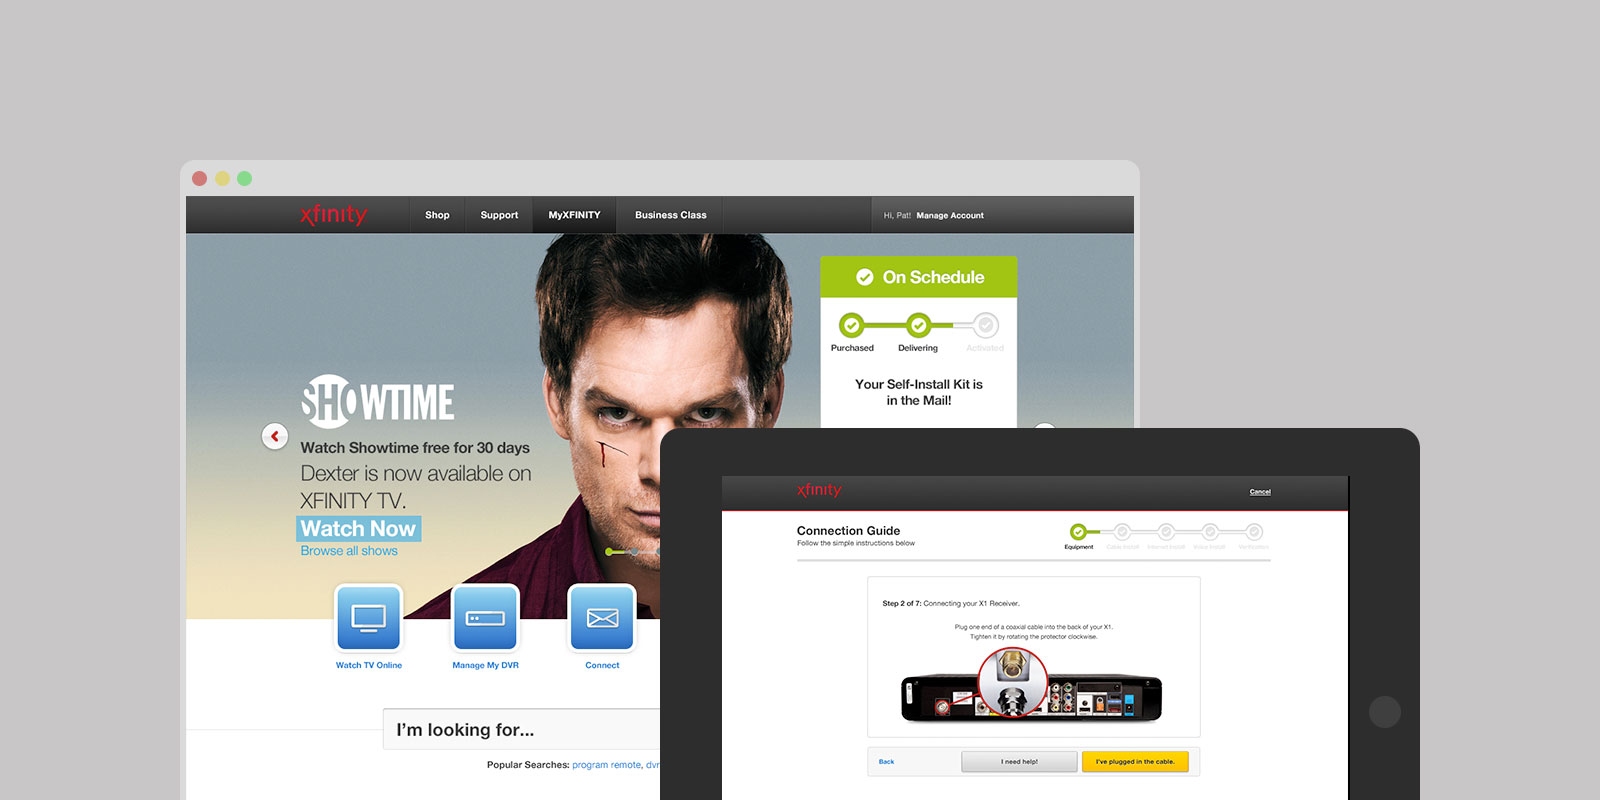 xfinity
Shop
Support
MyXFINITY
Business Class
Hi, Pat! Manage Account
On Schedule
Purchased
Delivering
Activated
Your Self-Install Kit is
in the Mail!
SHOWTIME
Watch Showtime free for 30 days
Dexter is now available on
XFINITY TV.
Watch Now
Browse all shows
Watch TV Online
Manage My DVR
Connect
I'm looking for...
Popular Searches: program remote, dvr
xfinity
Cancel
Connection Guide
Follow the simple instructions below
Equipment
Cable Install
Internet Install
Voice Install
Verification
Step 2 of 7: Connecting your X1 Receiver.
Plug one end of a coaxial cable into the back of your X1.
Tighten it by rotating the protector clockwise.
Back
I need help!
I've plugged in the cable.